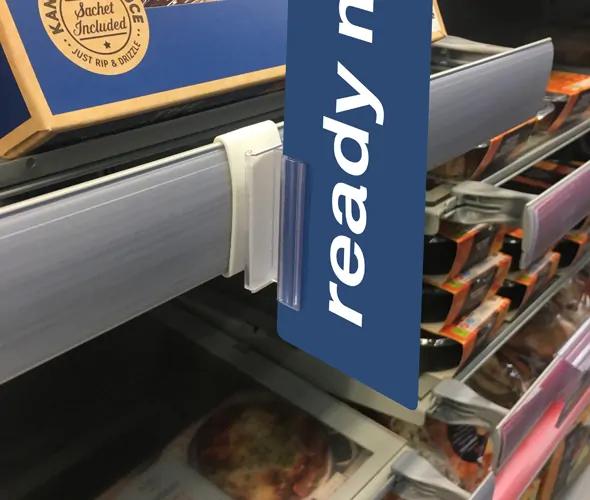 Sachet
Included
JUST RIP & DRIZZLE
ready